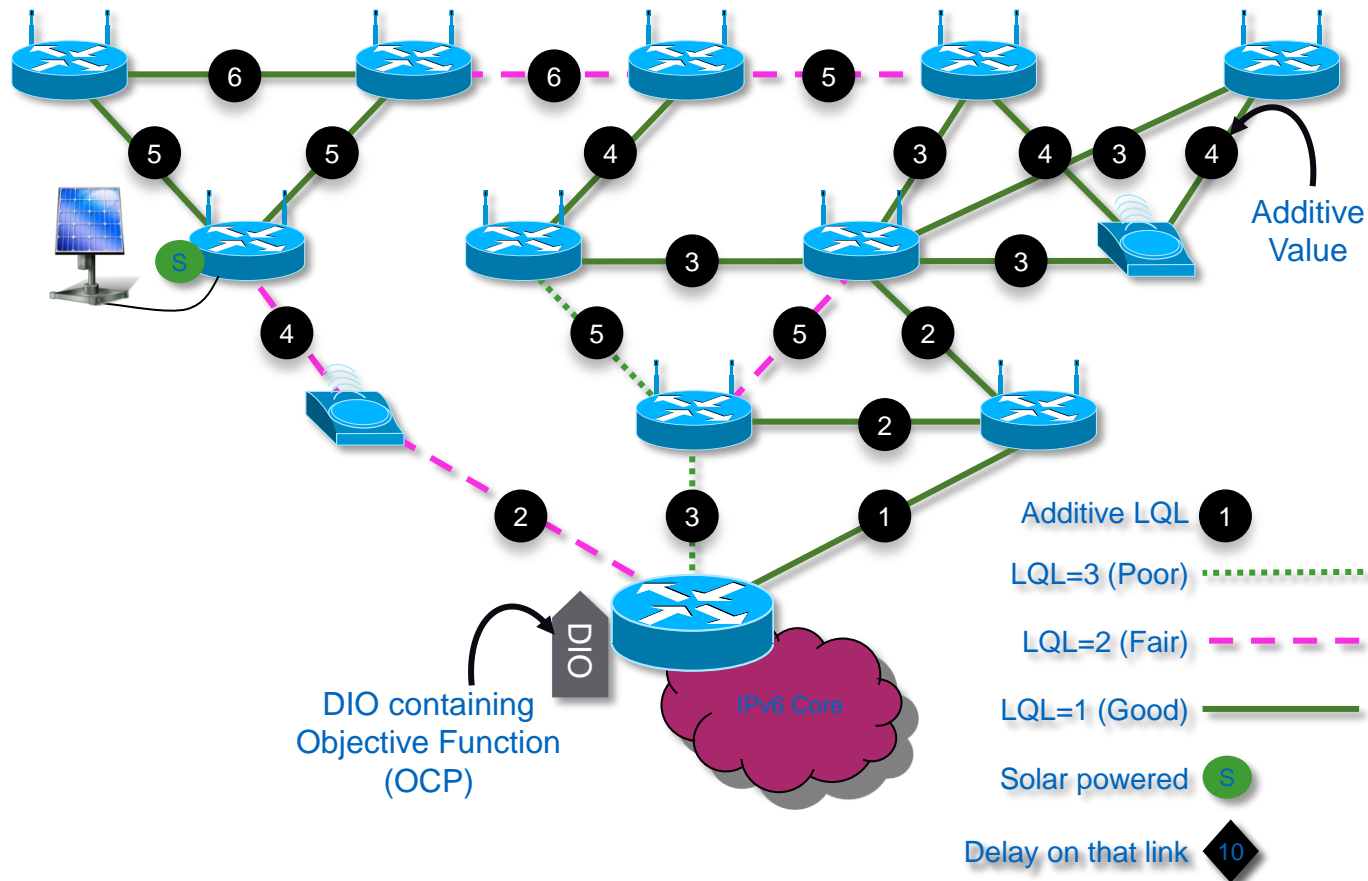 6
6
5
5
5
4
3
4
3
4
Additive
Value
S
3
3
4
5
5
2
2
2
3
1
Additive LQL
1
LQL=3 (Poor)
DIO
LQL=2 (Fair)
DIO containing
Objective Function
(OCP)
IPv6 Core
LQL=1 (Good)
Solar powered
S
Delay on that link
10